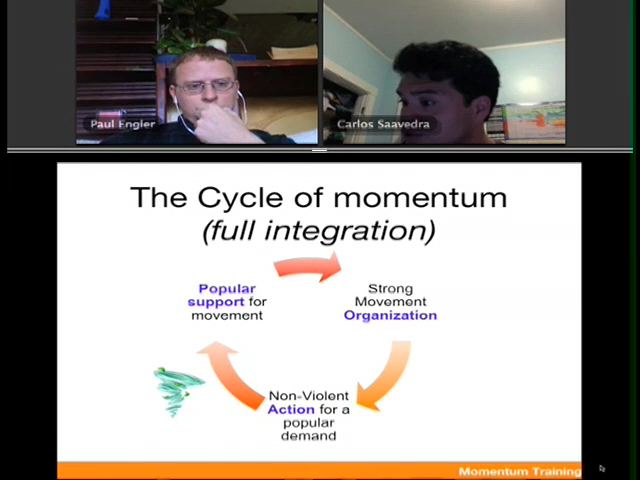 Paul Engler
Carlos Saavedra
The Cycle of momentum
(full integration)
Popular
support for
movement
Strong
Movement
Organization
Non-Violent
Action for a
popular
demand
Momentum Training